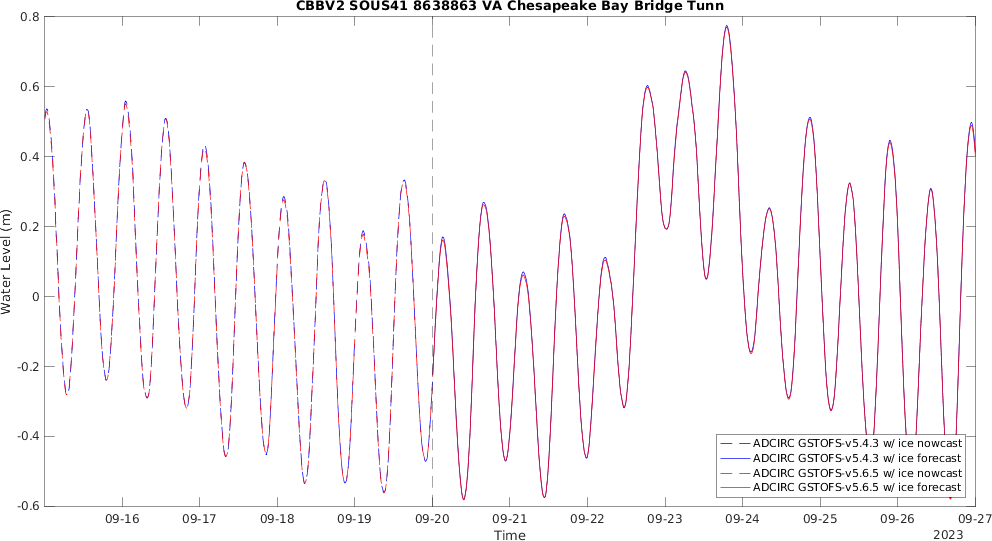 CBBV2 SOUS41 8638863 VA Chesapeake Bay Bridge Tunn
0.8
0.6
0.4
0.2
0
-0.2
-0.4
-0.6
Water Level (m)
ADCIRC GSTOFS-v5.4.3 w/ ice nowcast
ADCIRC GSTOFS-v5.4.3 w/ ice forecast
ADCIRC GSTOFS-v5.6.5 w/ ice nowcast
ADCIRC GSTOFS-v5.6.5 w/ ice forecast
09-16 09-17 09-18 09-19 09-20 09-21 09-22 09-23 09-24 09-25 09-26 09-27
Time
2023